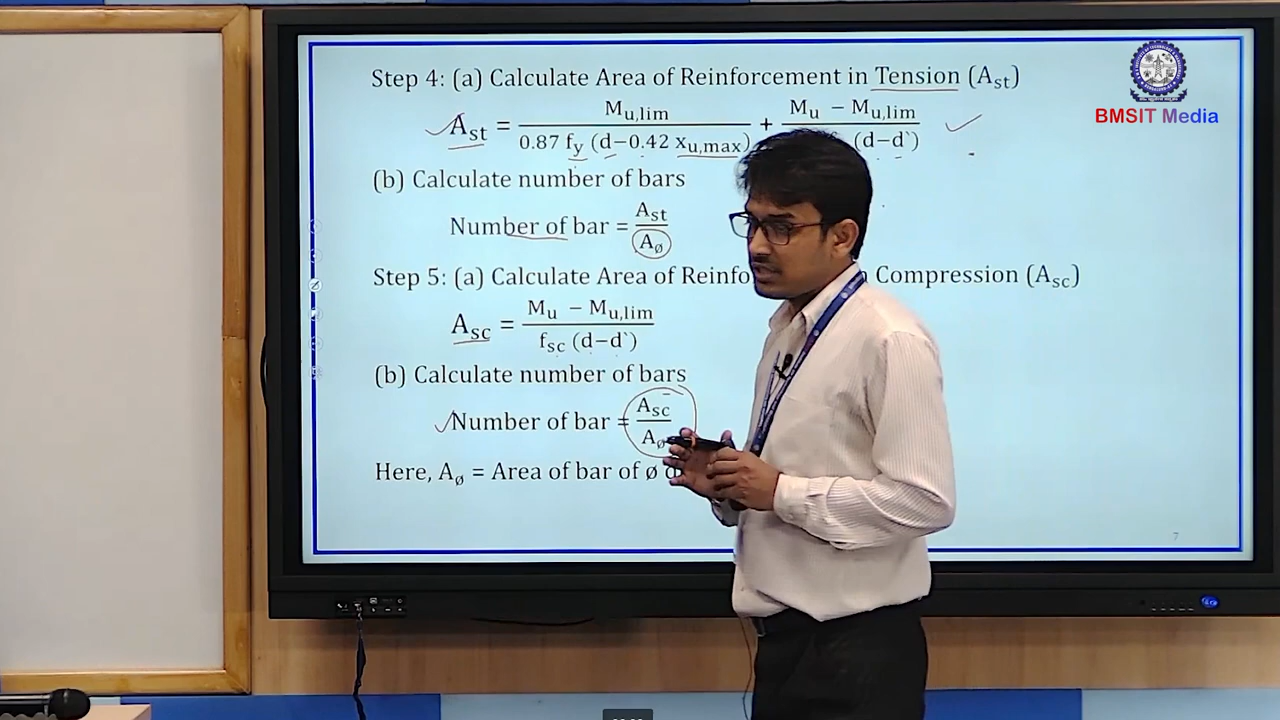 Step 4: (a) Calculate Area of Reinforcement in Tension (Ast)
Ast = Mu,lim / 0.87 fy (d−0.42 xu,max) + Mu − Mu,lim / (d−d`)
(b) Calculate number of bars
Number of bar = Ast / Aø
Step 5: (a) Calculate Area of Compression (Asc)
Asc = Mu − Mu,lim / fsc (d−d`)
(b) Calculate number of bars
Number of bar = Asc / Aø
Here, Aø = Area of bar of ø
7
BMSIT Media